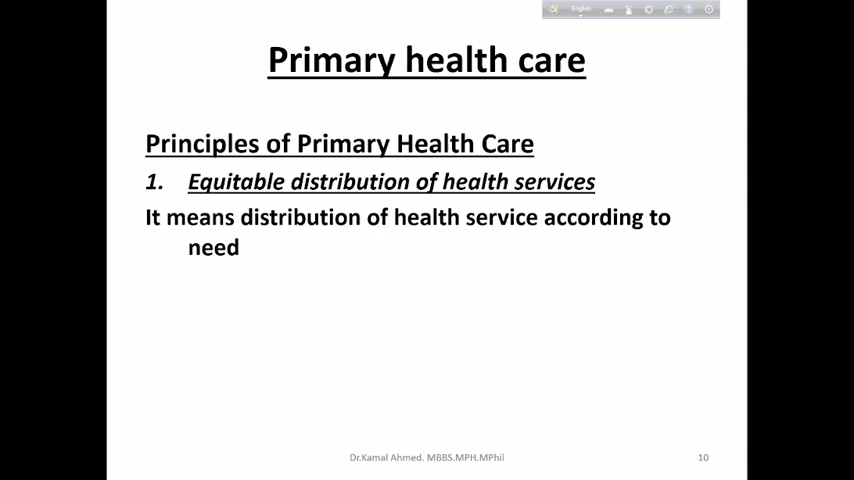 English
Primary health care
Principles of Primary Health Care
1. Equitable distribution of health services
It means distribution of health service according to
need
Dr.Kamal Ahmed. MBBS.MPH.MPhil 10